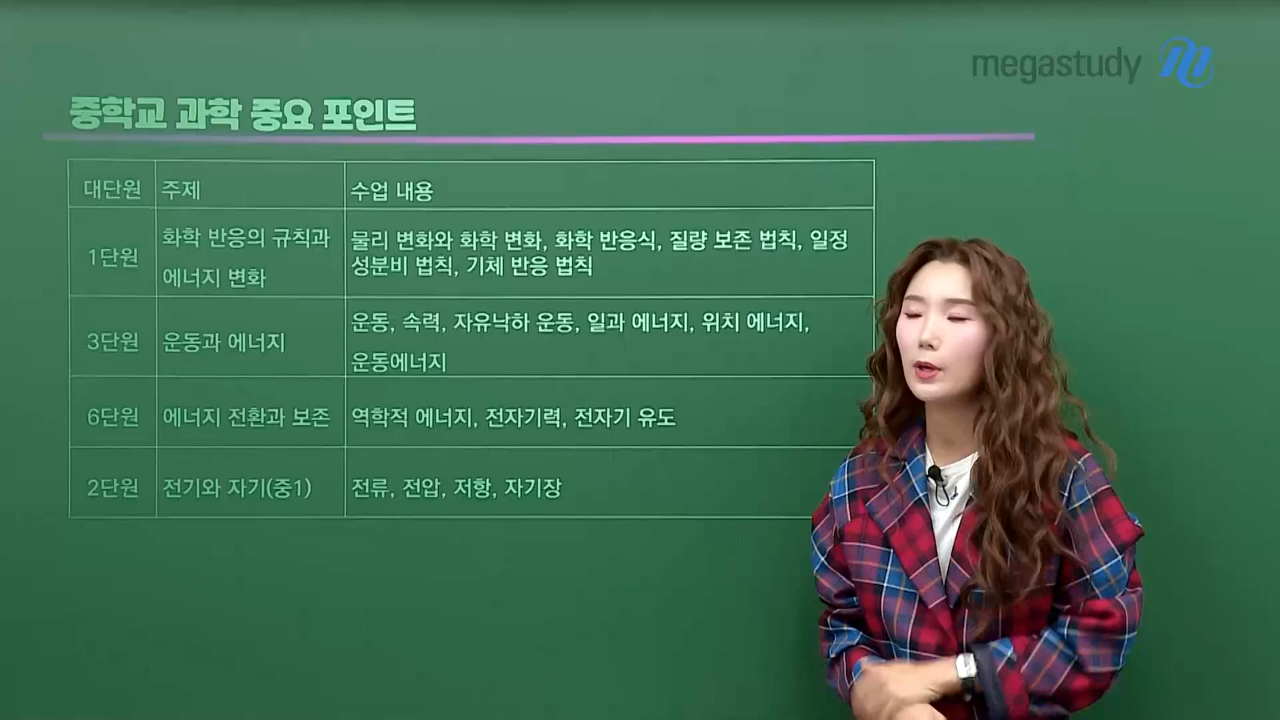 megastudy
중학교 과학 중요 포인트
대단원 주제 수업 내용
1단원 화학 반응의 규칙과 에너지 변화 물리 변화와 화학 변화, 화학 반응식, 질량 보존 법칙, 일정
성분비 법칙, 기체 반응 법칙
3단원 운동과 에너지 운동, 속력, 자유낙하 운동, 일과 에너지, 위치 에너지,
운동에너지
6단원 에너지 전환과 보존 역학적 에너지, 전자기력, 전자기 유도
2단원 전기와 자기(중1) 전류, 전압, 저항, 자기장